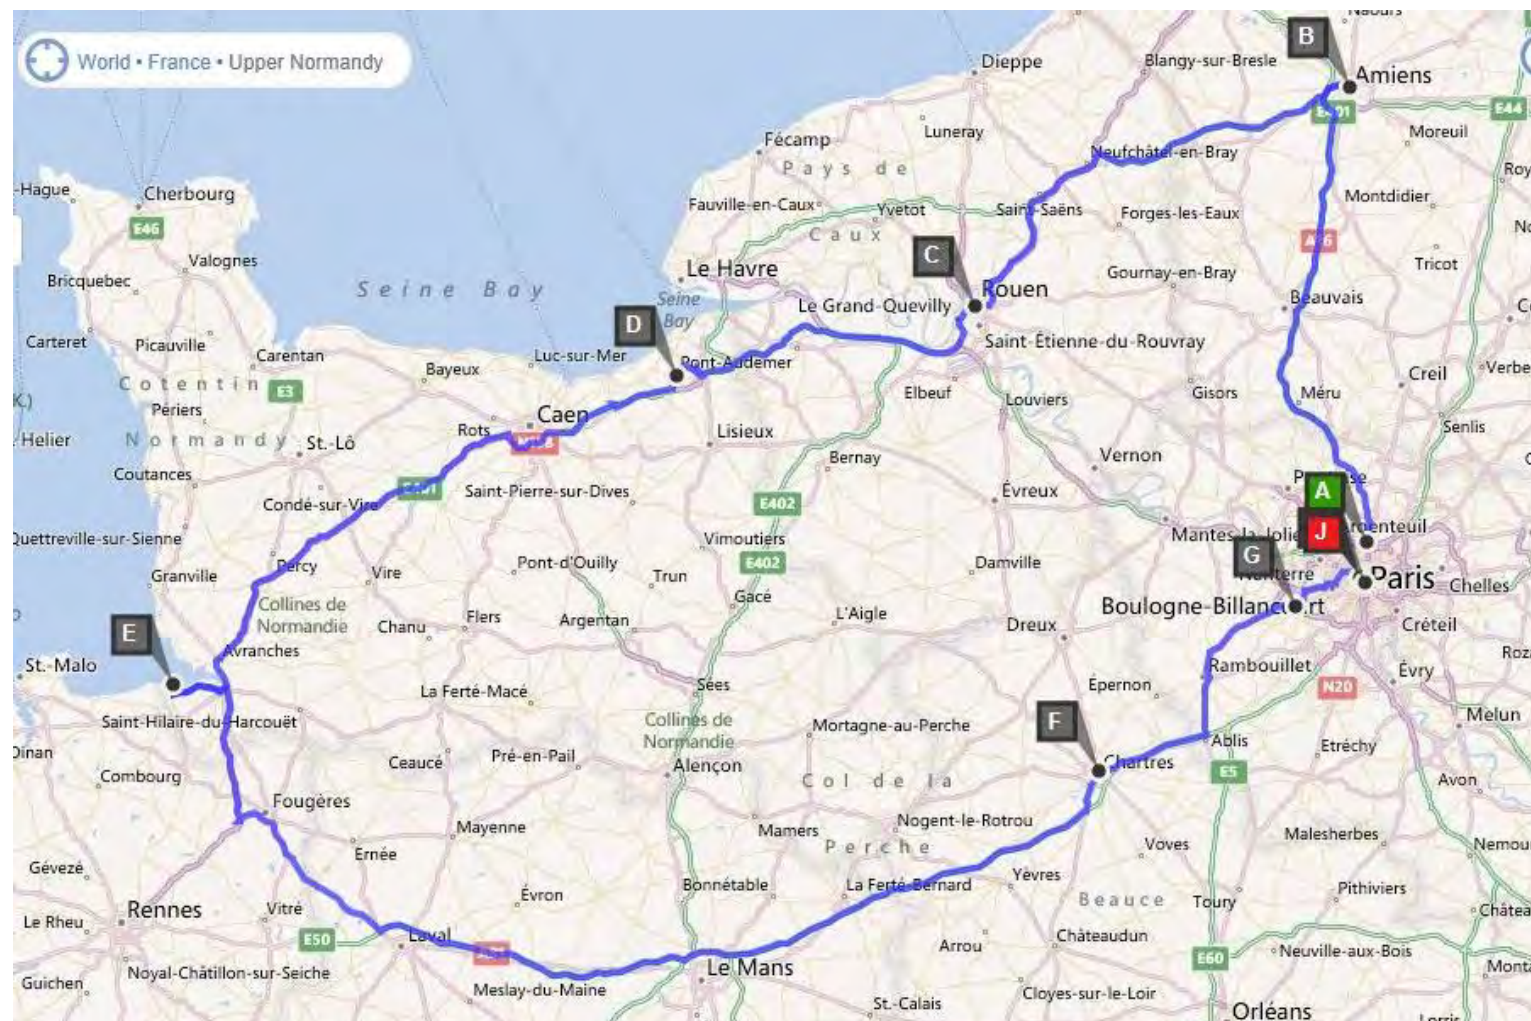 World • France • Upper Normandy
Naours
B
Dieppe
Blangy-sur-Bresle
Amiens
E44
Luneray
Moreuil
Fécamp
Neufchâtel-en-Bray
Pays de
Caux
-Hague
Cherbourg
Montdidier
Fauville-en-Caux
Yvetot
Saint-Saëns
Forges-les-Eaux
E46
C
Valognes
Tricot
Le Havre
Gournay-en-Bray
Bricquebec
Seine Bay
Seine
Bay
Rouen
Beauvais
Le Grand-Quevilly
D
Carteret
Picauville
Carentan
Luc-sur-Mer
Saint-Étienne-du-Rouvray
Bayeux
Pont-Audemer
Cotentin
E3
Elbeuf
Gisors
Méru
Creil
Louviers
Périers
Caen
Rots
Senlis
Helier
Normandy
St.-Lô
Lisieux
Bernay
Vernon
Coutances
Saint-Pierre-sur-Dives
Évreux
A
Condé-sur-Vire
E402
Quettreville-sur-Sienne
Vimoutiers
Mantes-la-Jolie
Argenteuil
J
G
E402
Percy
Granville
Vire
Pont-d'Ouilly
Trun
Damville
Nanterre
Paris
Chelles
Collines de
Normandie
Gacé
Boulogne-Billancourt
Flers
L'Aigle
Chanu
Argentan
Dreux
Créteil
E
Avranches
St.-Malo
Rambouillet
Évry
Épernon
Sées
La Ferté-Macé
N20
Saint-Hilaire-du-Harcouët
Collines de
Normandie
Mortagne-au-Perche
F
Melun
Dinan
Ceaucé
Pré-en-Pail
Ablis
Étréchy
Combourg
Alençon
Chartres
E5
Col de la
Perche
Avon
Fougères
Nogent-le-Rotrou
Mayenne
Mamers
Voves
Malesherbes
Ernée
Gévezé
Yèvres
Bonnétable
La Ferté-Bernard
Évron
Pithiviers
Beauce
Toury
Rennes
Vitré
Le Rheu
E50
Laval
Arrou
Châteaudun
E60
Neuville-aux-Bois
Le Mans
Noyal-Châtillon-sur-Seiche
Guichen
Meslay-du-Maine
St.-Calais
Cloyes-sur-le-Loir
Orléans